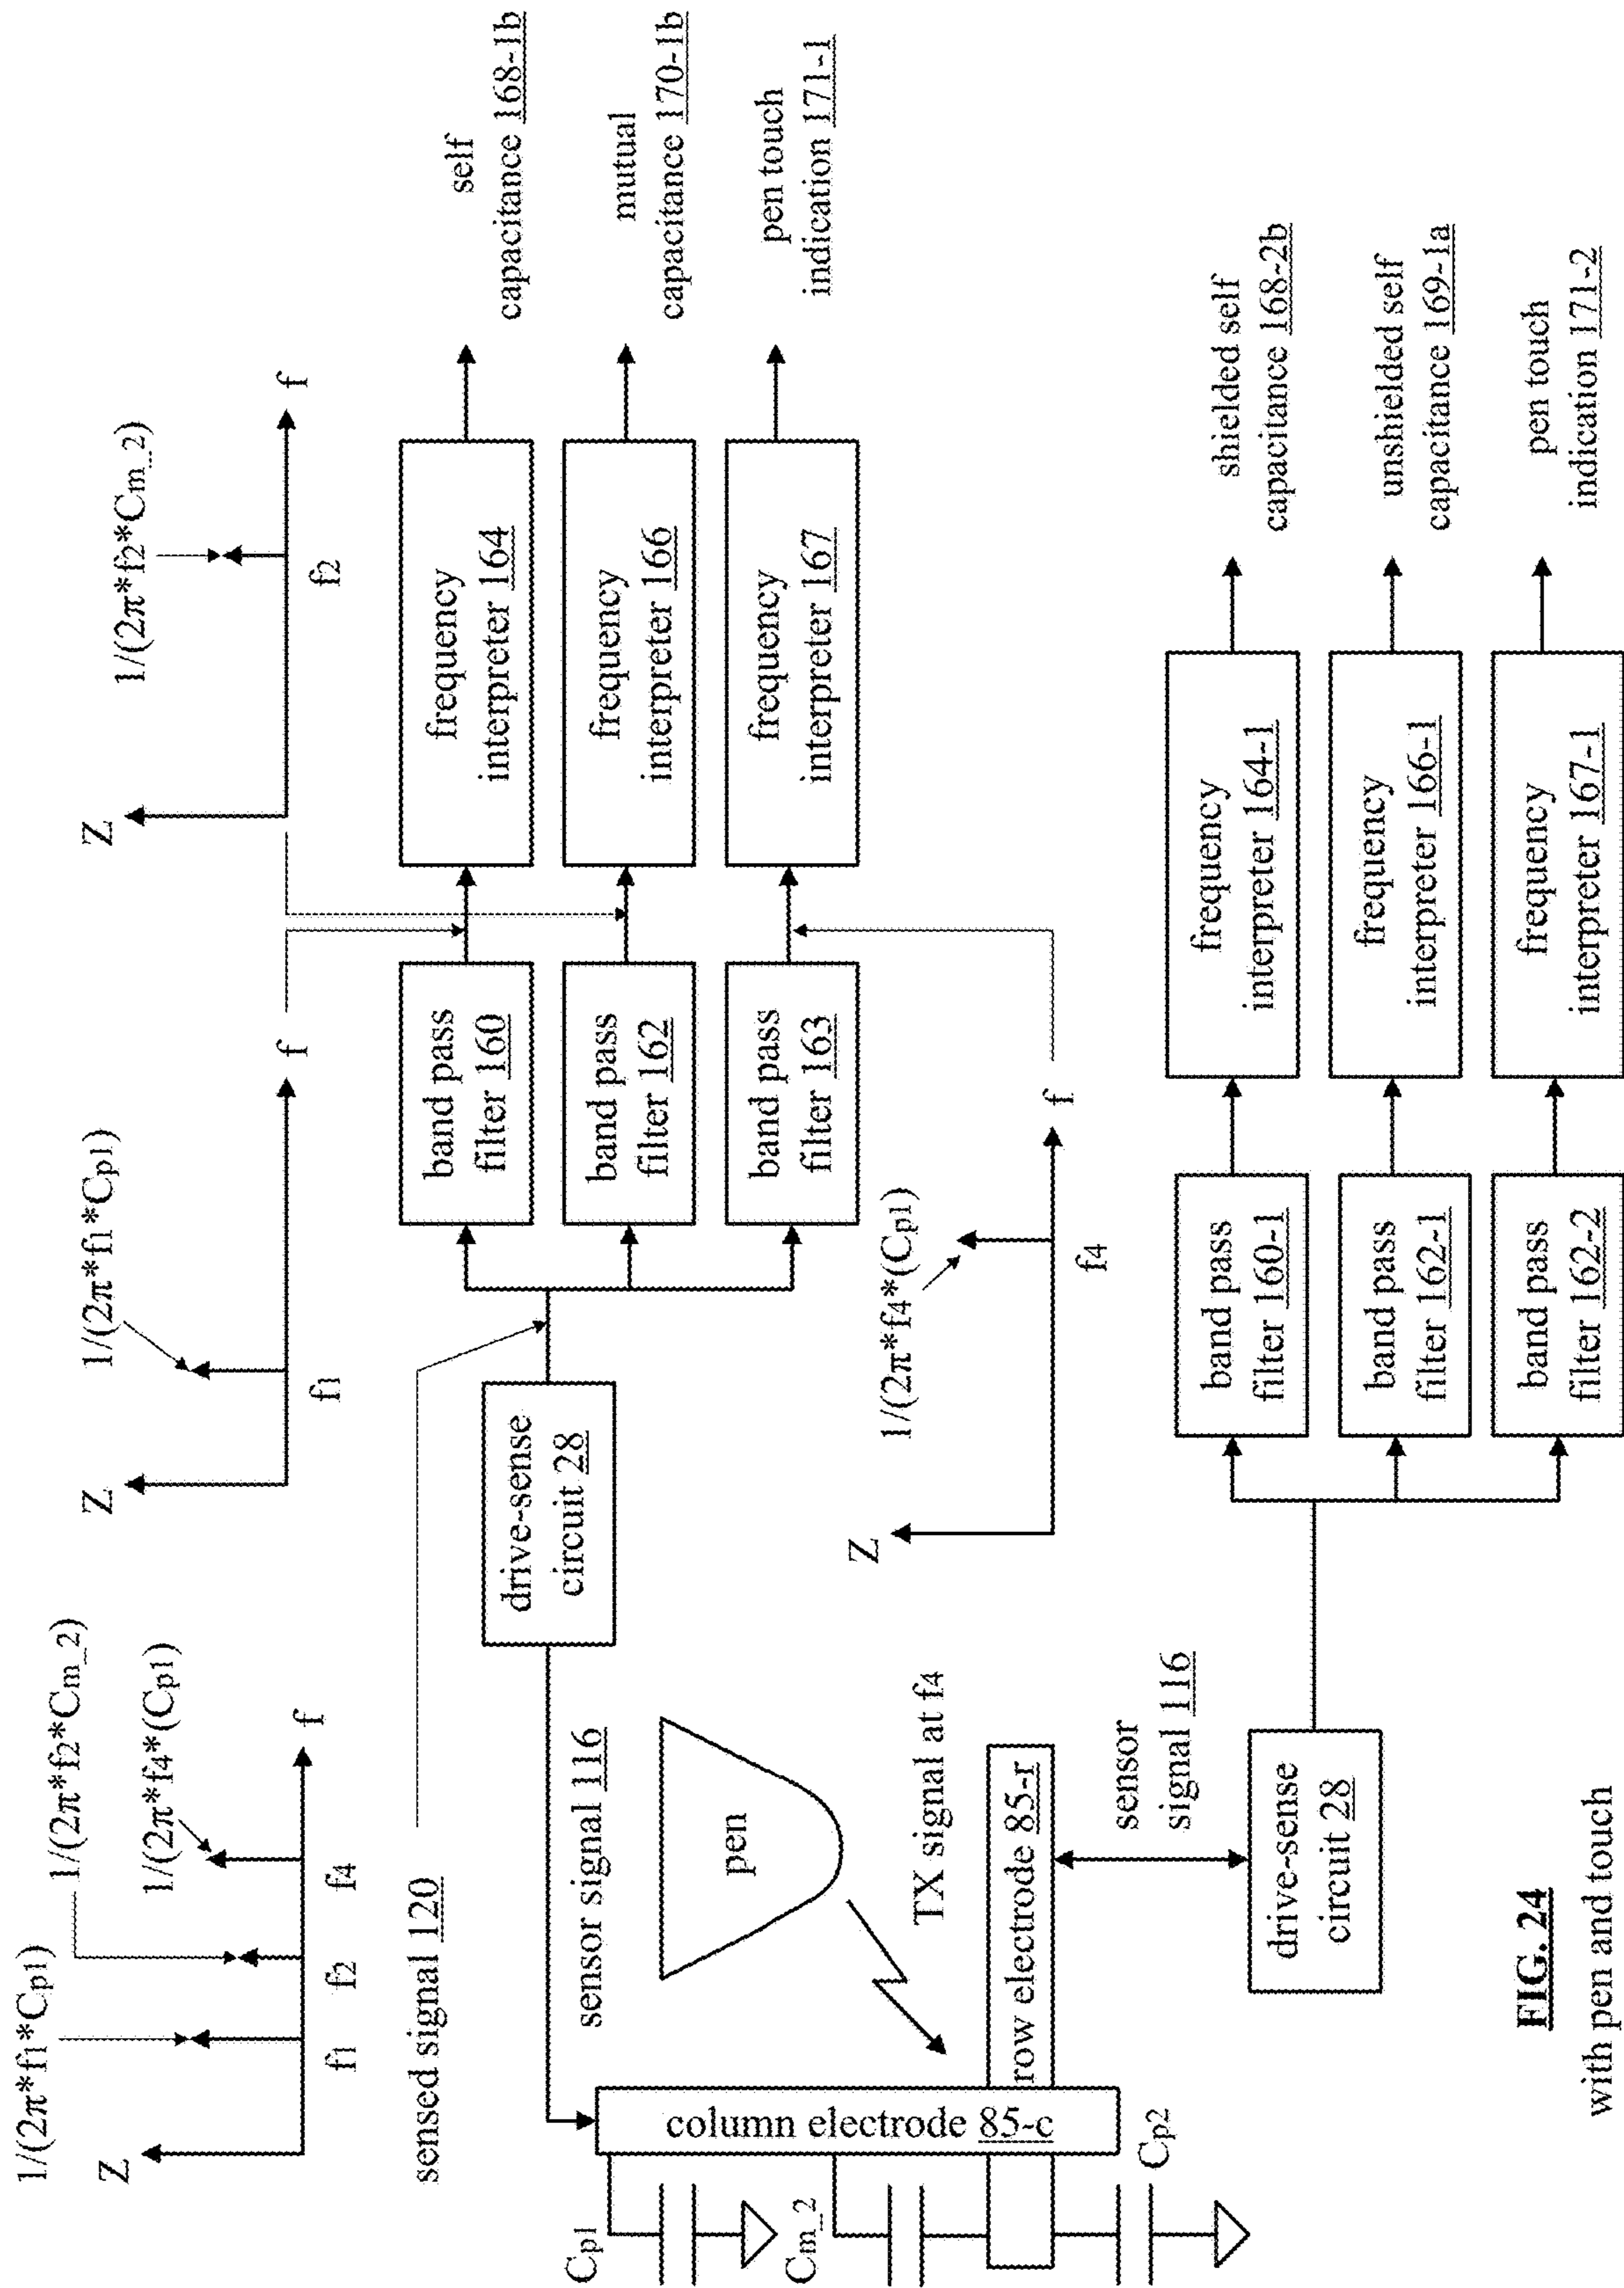 1/(2π*f1*Cp1)
1/(2π*f2*Cm_2)
1/(2π*f4*(Cp1)
Z
f1
f2
f4
f
1/(2π*f1*Cp1)
Z
f1
f
1/(2π*f2*Cm_2)
Z
f2
f
sensed signal 120
sensor signal 116
drive-sense
circuit 28
band pass
filter 160
band pass
filter 162
band pass
filter 163
frequency
interpreter 164
frequency
interpreter 166
frequency
interpreter 167
self
capacitance 168-1b
mutual
capacitance 170-1b
pen touch
indication 171-1
Cp1
Cm_2
Cp2
column electrode 85-c
row electrode 85-r
pen
TX signal at f4
1/(2π*f4*(Cp1)
Z
f4
f
sensor
signal 116
drive-sense
circuit 28
band pass
filter 160-1
band pass
filter 162-1
band pass
filter 162-2
frequency
interpreter 164-1
frequency
interpreter 166-1
frequency
interpreter 167-1
shielded self
capacitance 168-2b
unshielded self
capacitance 169-1a
pen touch
indication 171-2
FIG. 24
with pen and touch